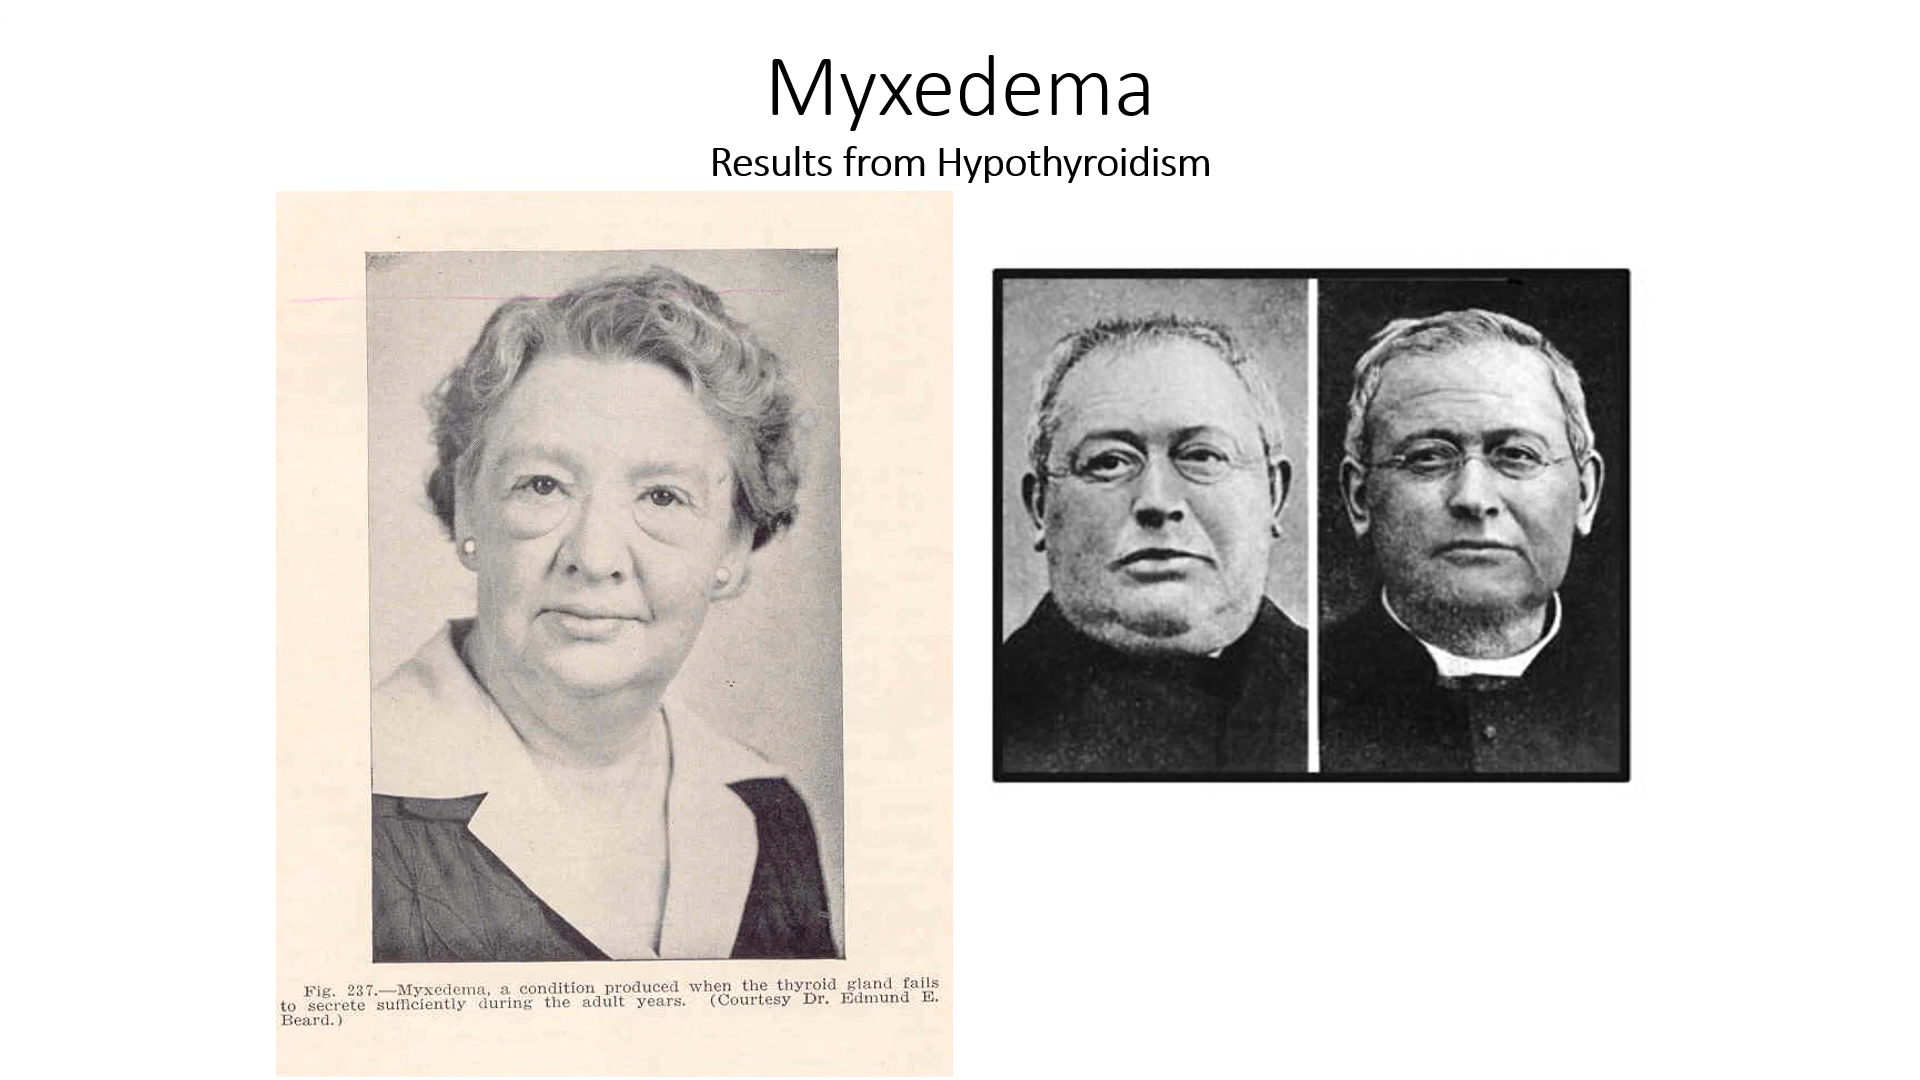 Myxedema
Results from Hypothyroidism
Fig. 237.—Myxedema, a condition produced when the thyroid gland fails
to secrete sufficiently during the adult years. (Courtesy Dr. Edmund E.
Beard.)